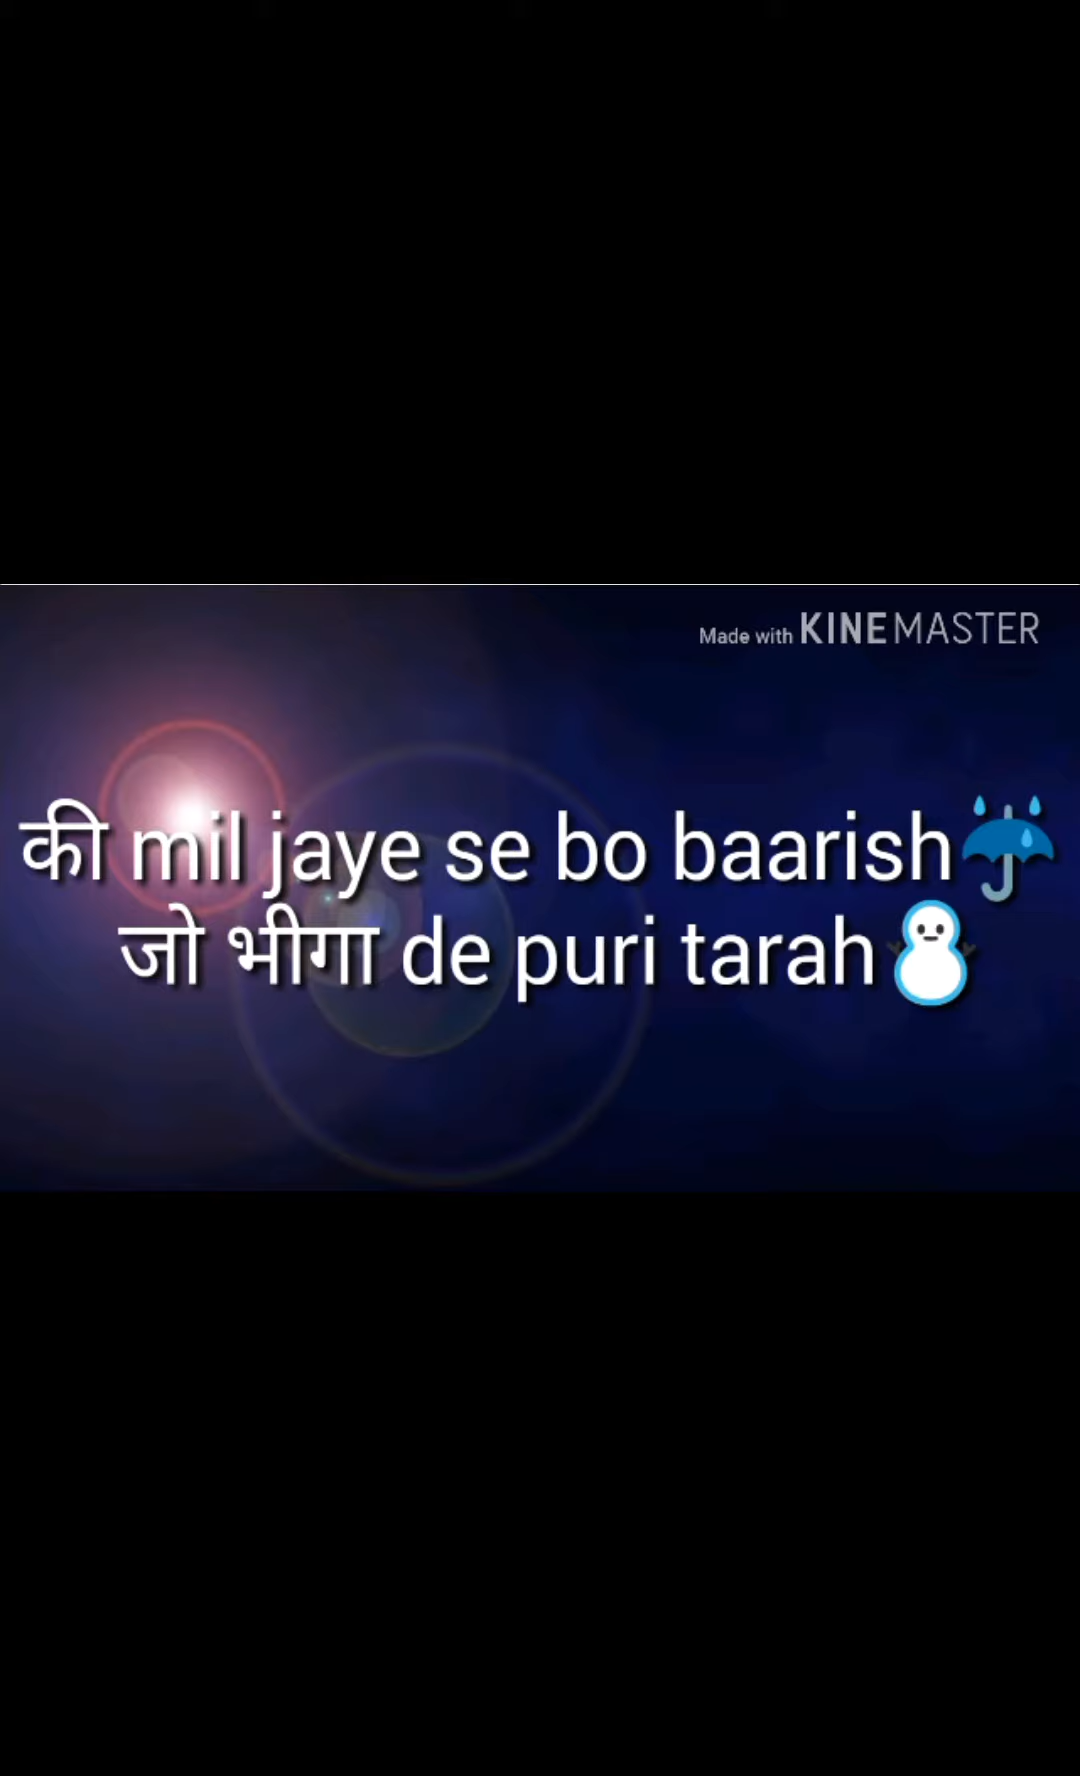 Made with KINEMASTER
की mil jaye se bo baarish☔
जो भीगा de puri tarah⛄